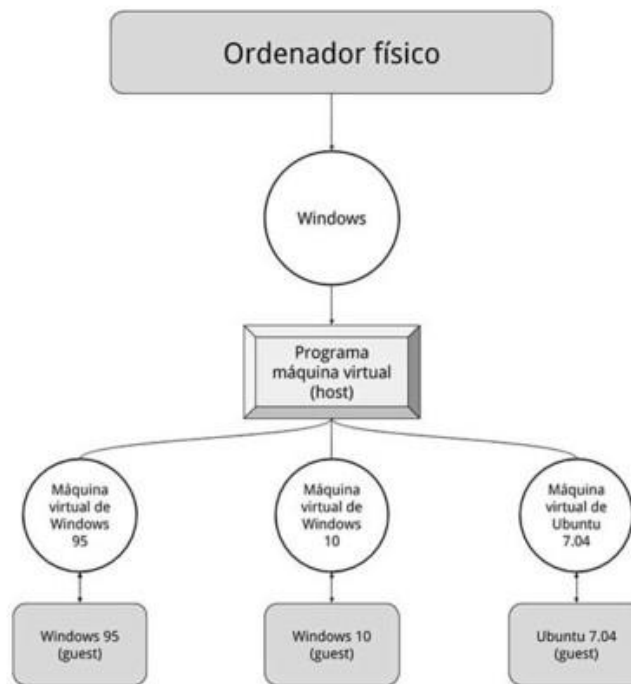 Ordenador físico
Windows
Programa
máquina virtual
(host)
Máquina
virtual de
Windows
95
Máquina
virtual de
Windows
10
Máquina
virtual de
Ubuntu
7.04
Windows 95
(guest)
Windows 10
(guest)
Ubuntu 7.04
(guest)